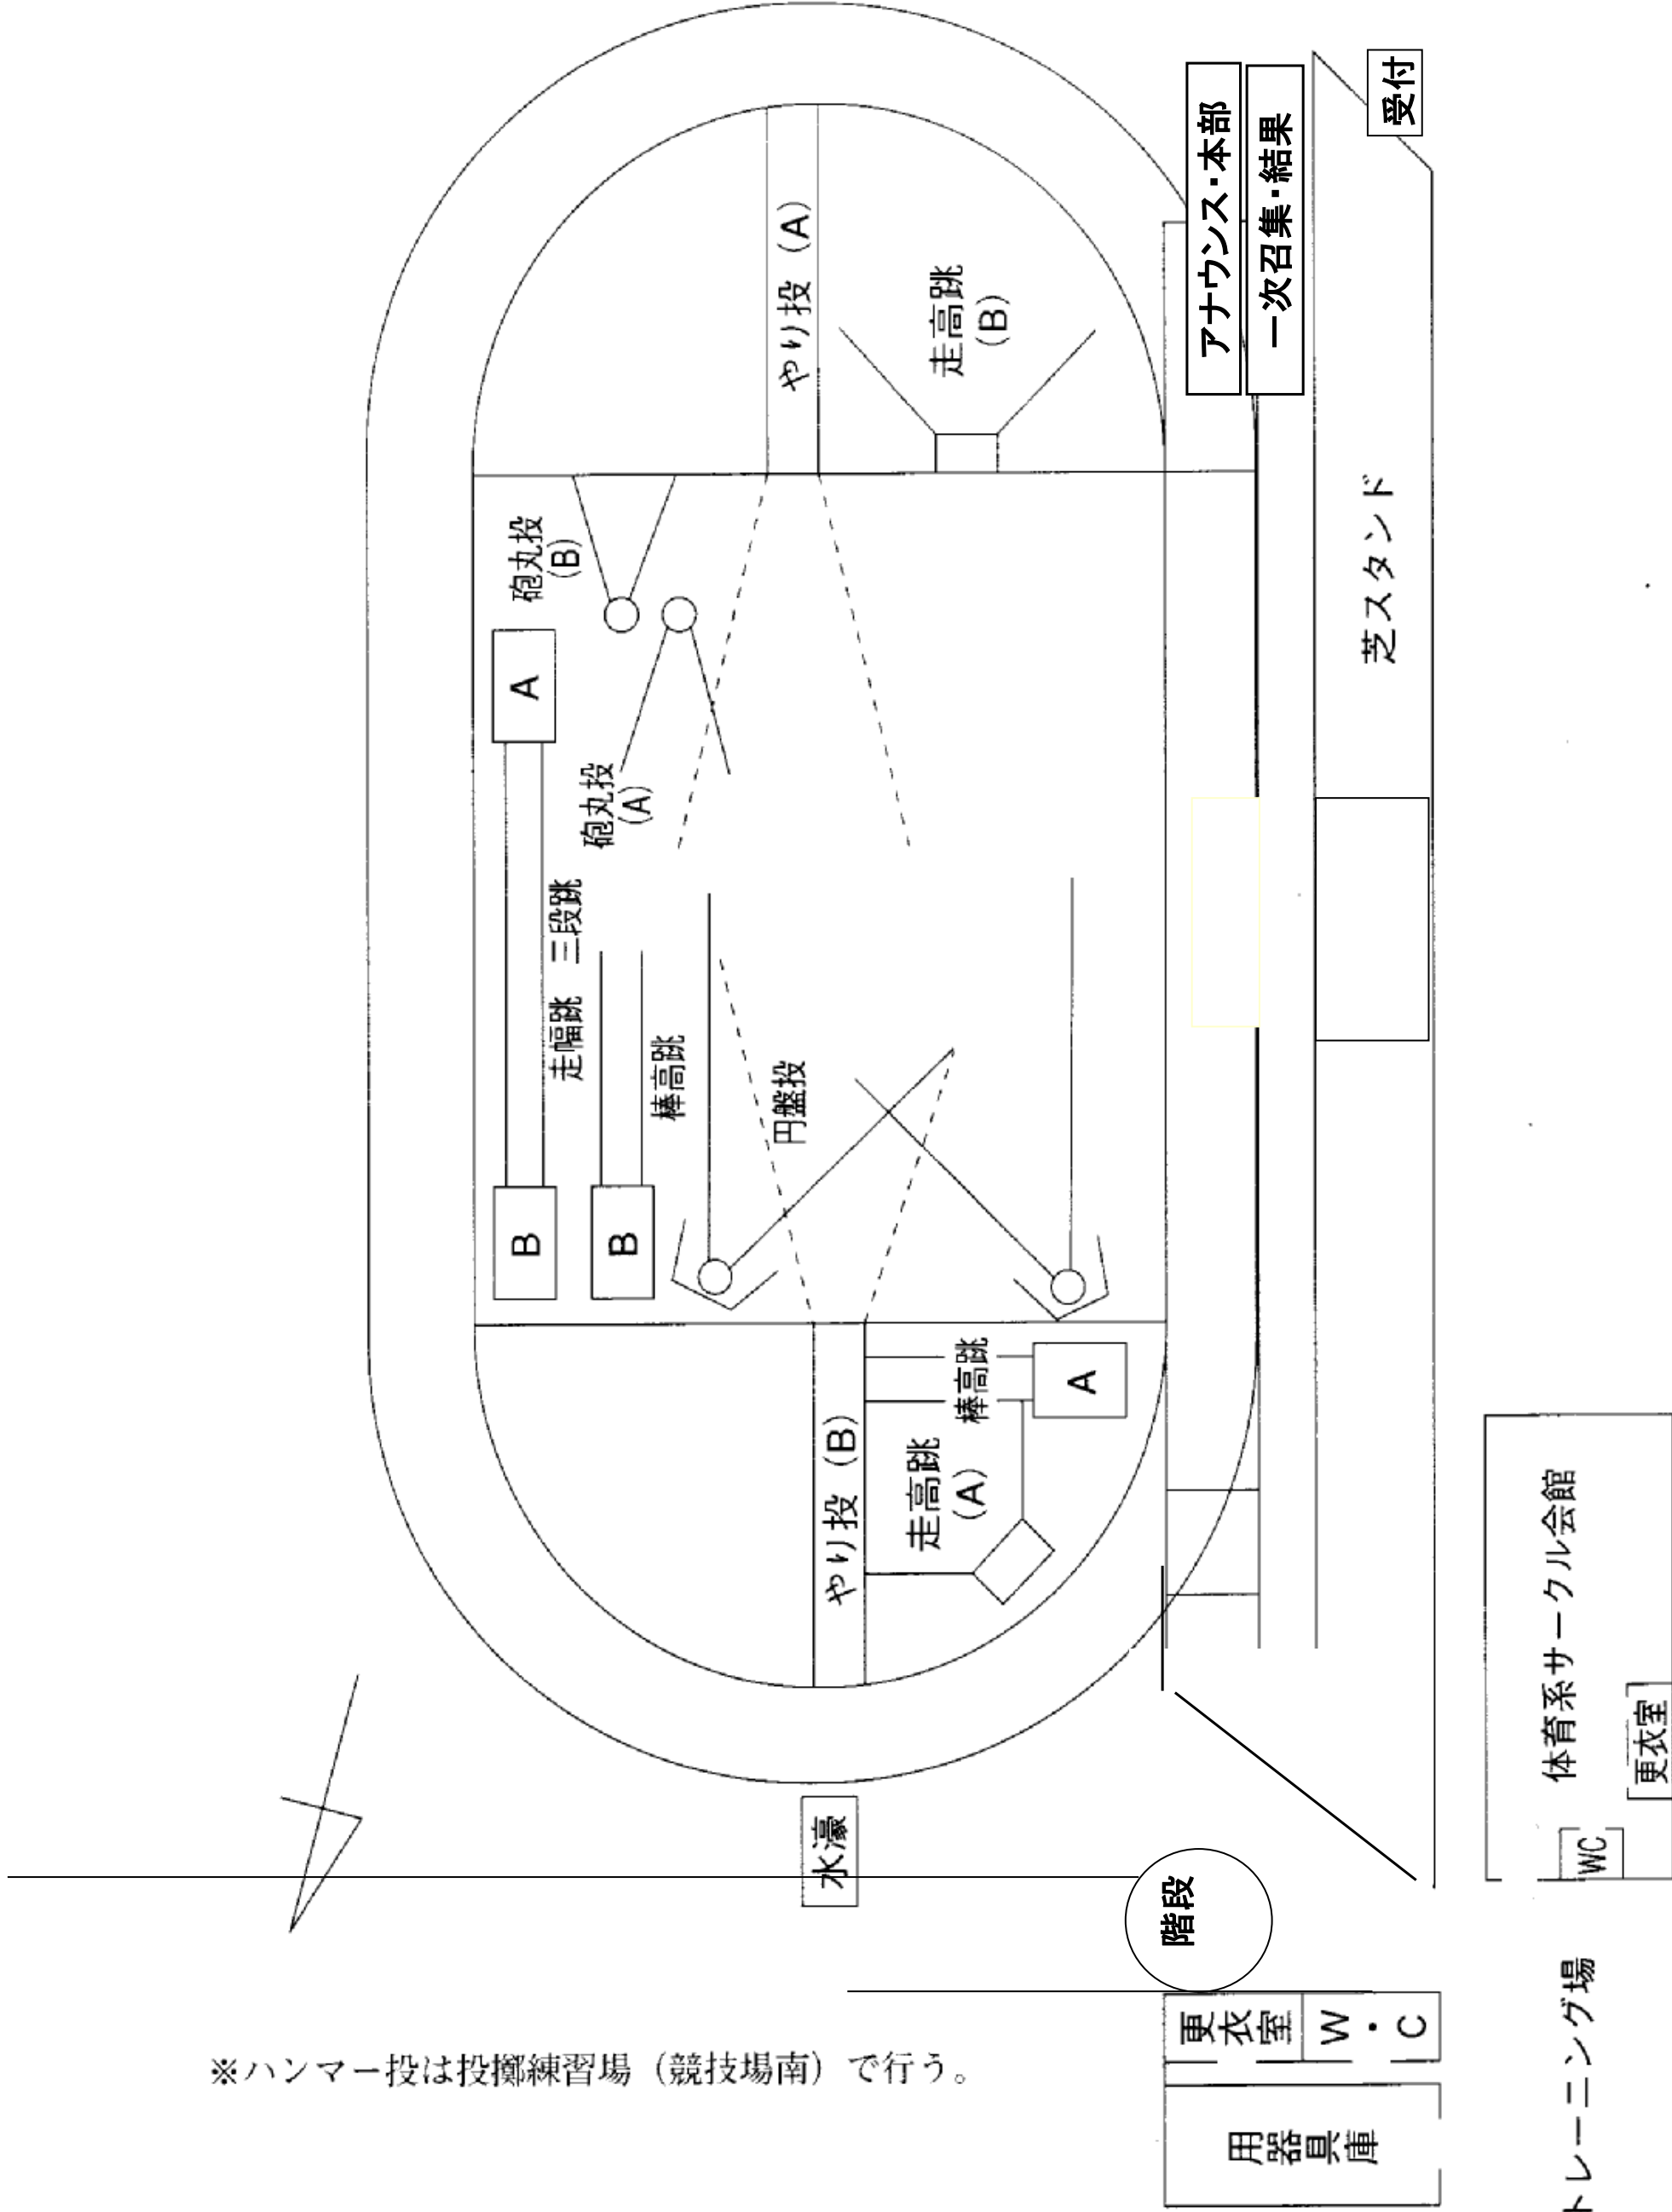 アナウンス・本部
一次召集・結果
受付
やり投（A）
走高跳
（B）
砲丸投
（B）
A
砲丸投
（A）
芝スタンド
走幅跳　三段跳
棒高跳
円盤投
B
B
棒高跳
A
やり投（B）
走高跳
（A）
体育系サークル会館
更衣室
WC
水濠
階段
更衣室
W・C
用器具庫
トレーニング場
※ハンマー投は投擲練習場（競技場南）で行う。